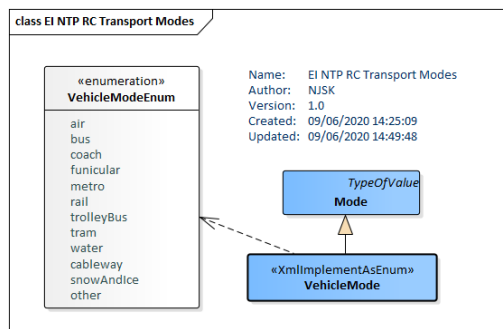 class EI NTP RC Transport Modes
«enumeration»
VehicleModeEnum
air
bus
coach
funicular
metro
rail
trolleyBus
tram
water
cableway
snowAndIce
other
Name: EI NTP RC Transport Modes
Author: NJSK
Version: 1.0
Created: 09/06/2020 14:25:09
Updated: 09/06/2020 14:49:48
TypeOfValue
Mode
«XmlImplementAsEnum»
VehicleMode